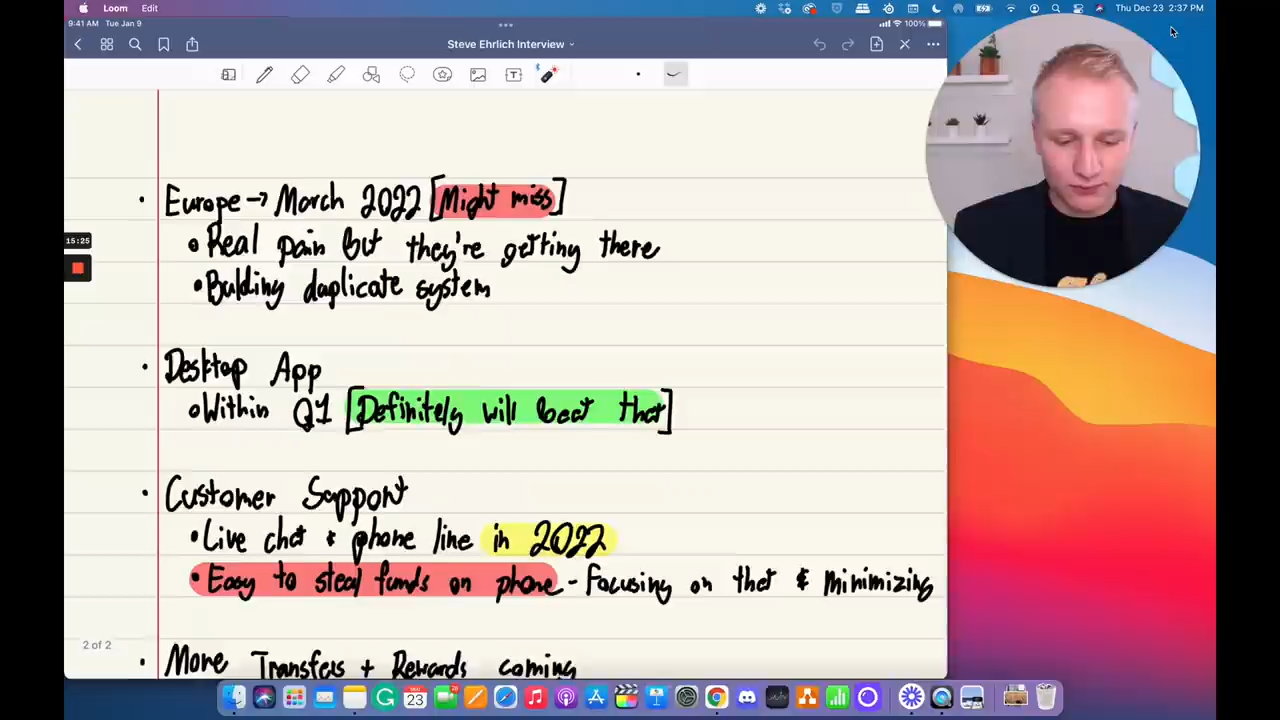 Loom Edit Thu Dec 23 2:37 PM
9:41 AM Tue Jan 9 100%
Steve Ehrlich Interview
• Europe → March 2022 [Might miss]
• Real pain but they're getting there
• Building duplicate system
15:25
• Desktop App
• Within Q1 [Definitely will beat that]
• Customer Support
• Live chat & phone line in 2022
• Easy to steal funds on phone - Focusing on that & minimizing
2 of 2
• More Transfers + Rewards coming